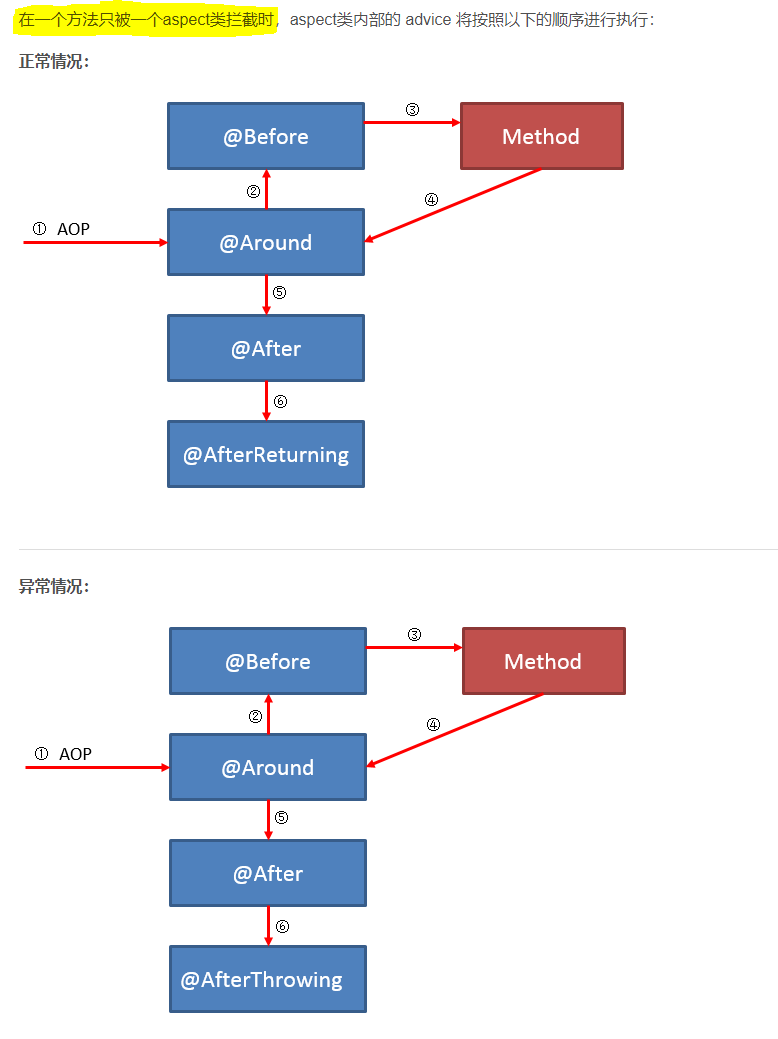 在一个方法只被一个aspect类拦截时，aspect类内部的 advice 将按照以下的顺序进行执行：
正常情况：
@Before
③
Method
②
④
① AOP
@Around
⑤
@After
⑥
@AfterReturning
异常情况：
@Before
③
Method
②
④
① AOP
@Around
⑤
@After
⑥
@AfterThrowing